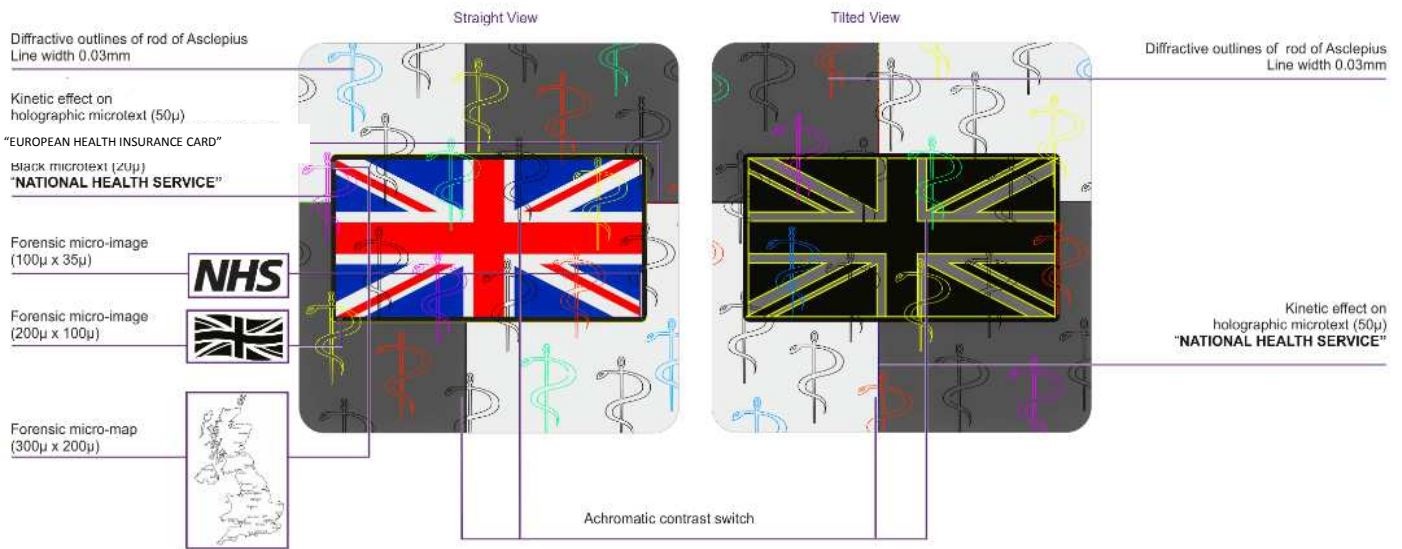 Straight View
Tilted View
Diffractive outlines of rod of Asclepius
Line width 0.03mm
Diffractive outlines of rod of Asclepius
Line width 0.03mm
Kinetic effect on
holographic microtext (50µ)
"EUROPEAN HEALTH INSURANCE CARD"
Black microtext (20µ)
"NATIONAL HEALTH SERVICE"
Forensic micro-image
(100µ x 35µ)
NHS
Forensic micro-image
(200µ x 100µ)
Kinetic effect on
holographic microtext (50µ)
"NATIONAL HEALTH SERVICE"
Forensic micro-map
(300µ x 200µ)
Achromatic contrast switch